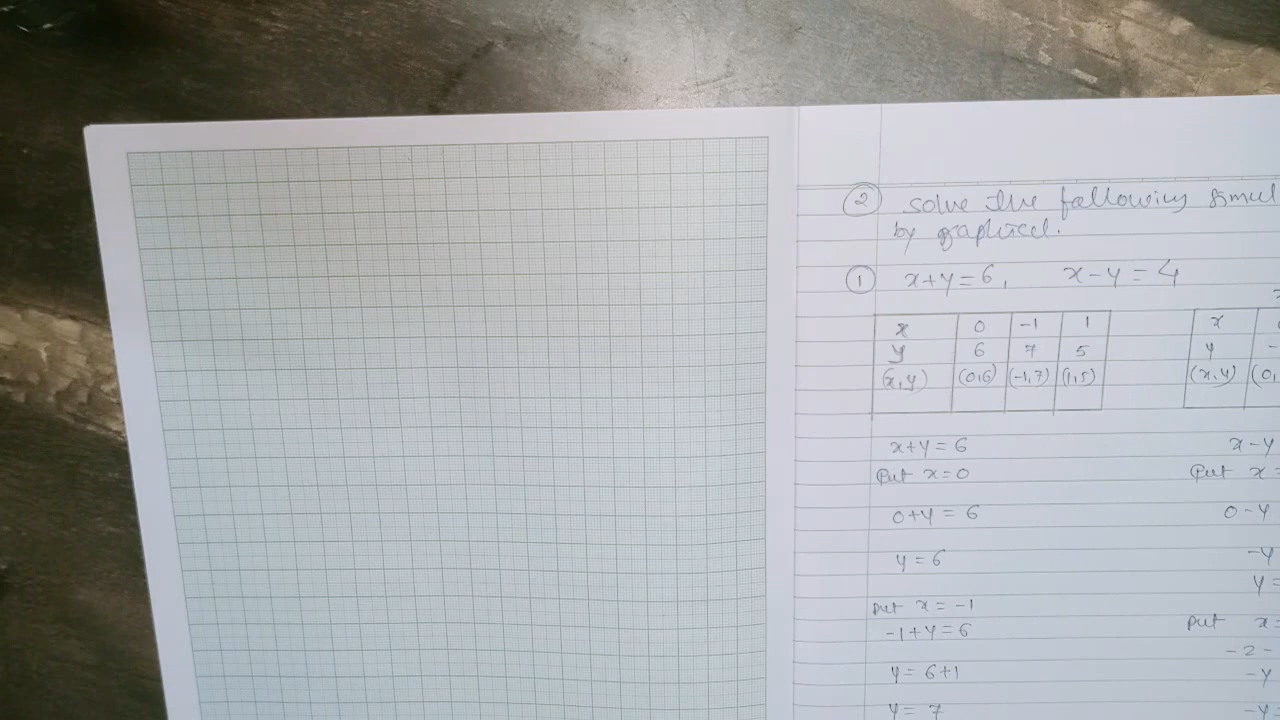 ② solve the following simul
by graphical.
① x+y=6, x-y=4
x 0 -1 1
y 6 7 5
(x,y) (0,6) (-1,7) (1,5)
x
y -
(x,y) (0,
x+y=6
Put x=0
0+y=6
y=6
Put x=-1
-1+y=6
y=6+1
y=7
x-y
Put x=
0-y
-y
y=
Put x=
-2-
-y
-y=